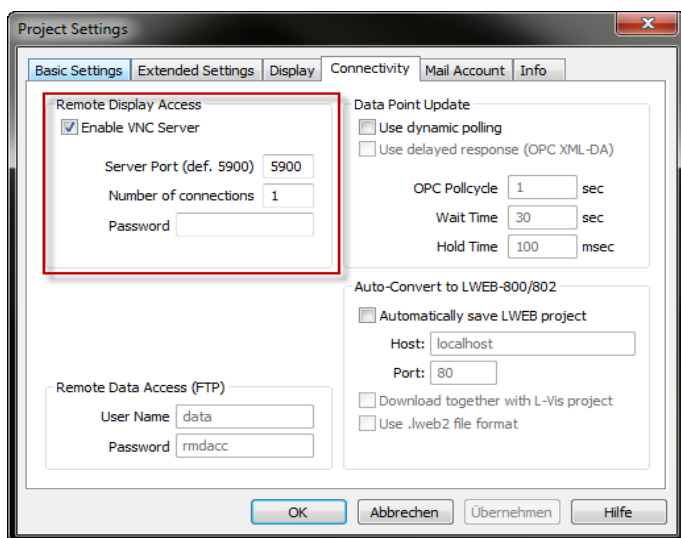 Project Settings
Basic Settings Extended Settings Display Connectivity Mail Account Info
Remote Display Access
Enable VNC Server
Server Port (def. 5900) 5900
Number of connections 1
Password
Data Point Update
Use dynamic polling
Use delayed response (OPC XML-DA)
OPC Pollcycle 1 sec
Wait Time 30 sec
Hold Time 100 msec
Auto-Convert to LWEB-800/802
Automatically save LWEB project
Host: localhost
Port: 80
Download together with L-Vis project
Use .lweb2 file format
Remote Data Access (FTP)
User Name data
Password rmdacc
OK Abbrechen Übernehmen Hilfe